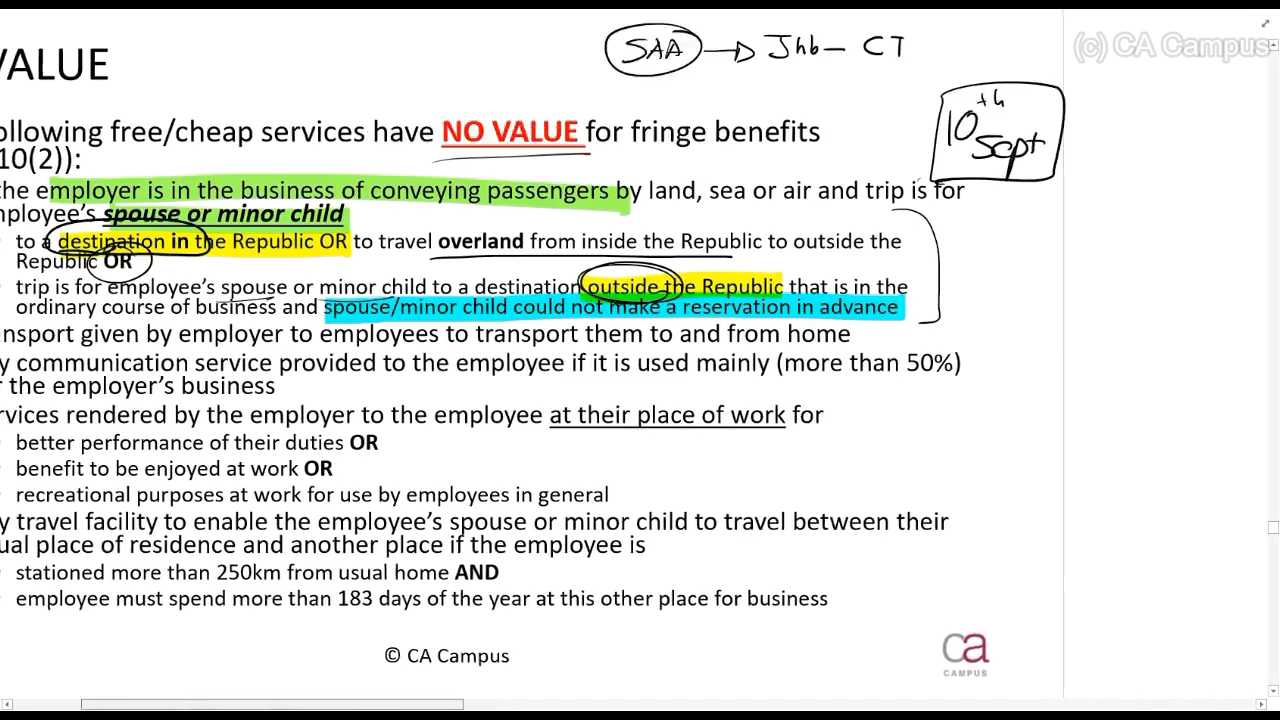 SAA → Jhb – CT
(c) CA Campus
VALUE
10th
Sept
ollowing free/cheap services have NO VALUE for fringe benefits
10(2)):
the employer is in the business of conveying passengers by land, sea or air and trip is for
mployee's spouse or minor child
to a destination in the Republic OR to travel overland from inside the Republic to outside the
Republic OR
trip is for employee's spouse or minor child to a destination outside the Republic that is in the
ordinary course of business and spouse/minor child could not make a reservation in advance
ansport given by employer to employees to transport them to and from home
y communication service provided to the employee if it is used mainly (more than 50%)
r the employer's business
rvices rendered by the employer to the employee at their place of work for
better performance of their duties OR
benefit to be enjoyed at work OR
recreational purposes at work for use by employees in general
y travel facility to enable the employee's spouse or minor child to travel between their
ual place of residence and another place if the employee is
stationed more than 250km from usual home AND
employee must spend more than 183 days of the year at this other place for business
© CA Campus
ca
CAMPUS